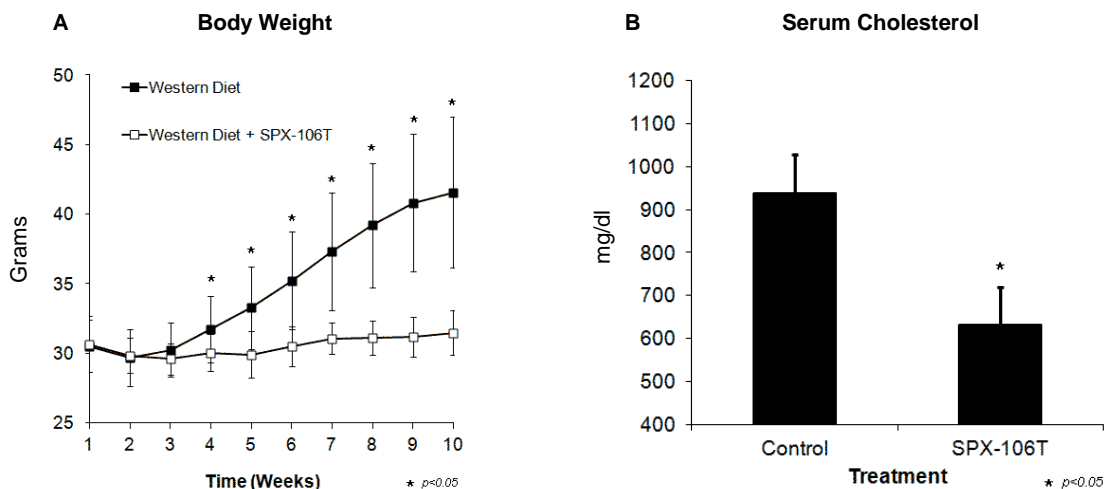 A Body Weight
50
45
40
35
30
25
Grams
Western Diet
Western Diet + SPX-106T
* * * * * * *
1 2 3 4 5 6 7 8 9 10
Time (Weeks)
* p<0.05
B Serum Cholesterol
1200
1100
1000
900
800
700
600
500
400
mg/dl
*
Control SPX-106T
Treatment
* p<0.05